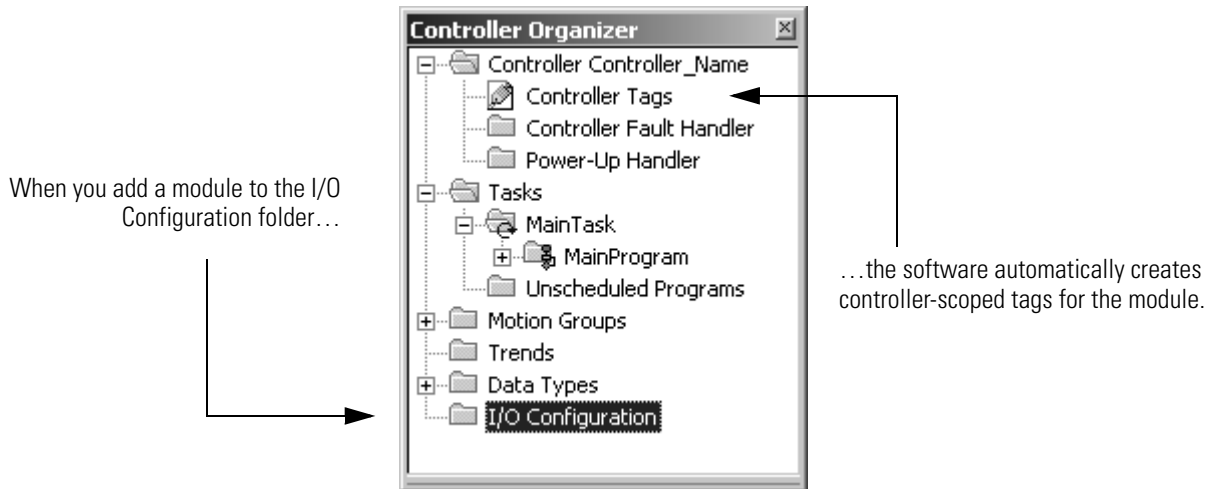 Controller Organizer
Controller Controller_Name
Controller Tags
Controller Fault Handler
Power-Up Handler
Tasks
MainTask
MainProgram
Unscheduled Programs
Motion Groups
Trends
Data Types
I/O Configuration
When you add a module to the I/O
Configuration folder…
…the software automatically creates
controller-scoped tags for the module.